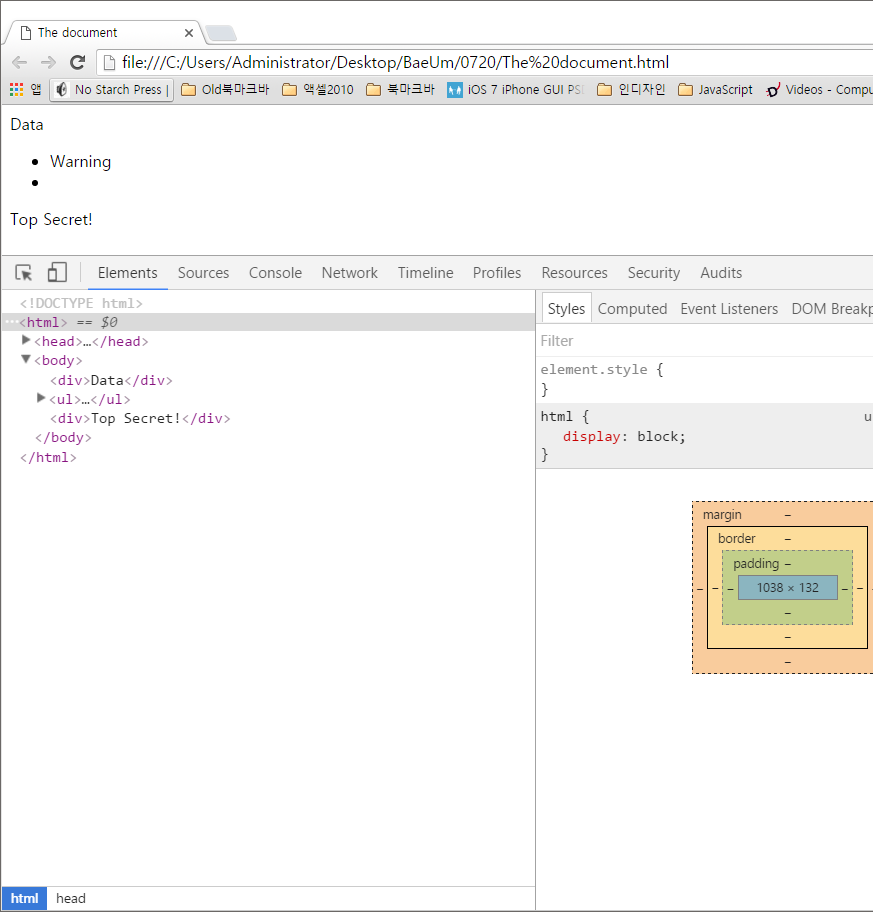 The document
file:///C:/Users/Administrator/Desktop/BaeUm/0720/The%20document.html
앱 No Starch Press | Old북마크바 액셀2010 북마크바 iOS 7 iPhone GUI PS 인디자인 JavaScript Videos - Compu
Data
Warning
Top Secret!
Elements Sources Console Network Timeline Profiles Resources Security Audits
<!DOCTYPE html>
…<html> == $0
<head>…</head>
<body>
<div>Data</div>
<ul>…</ul>
<div>Top Secret!</div>
</body>
</html>
Styles Computed Event Listeners DOM Breakp
Filter
element.style {
}
html { u
display: block;
}
margin –
border –
padding –
– – – 1038 × 132 – – -
–
–
–
html head